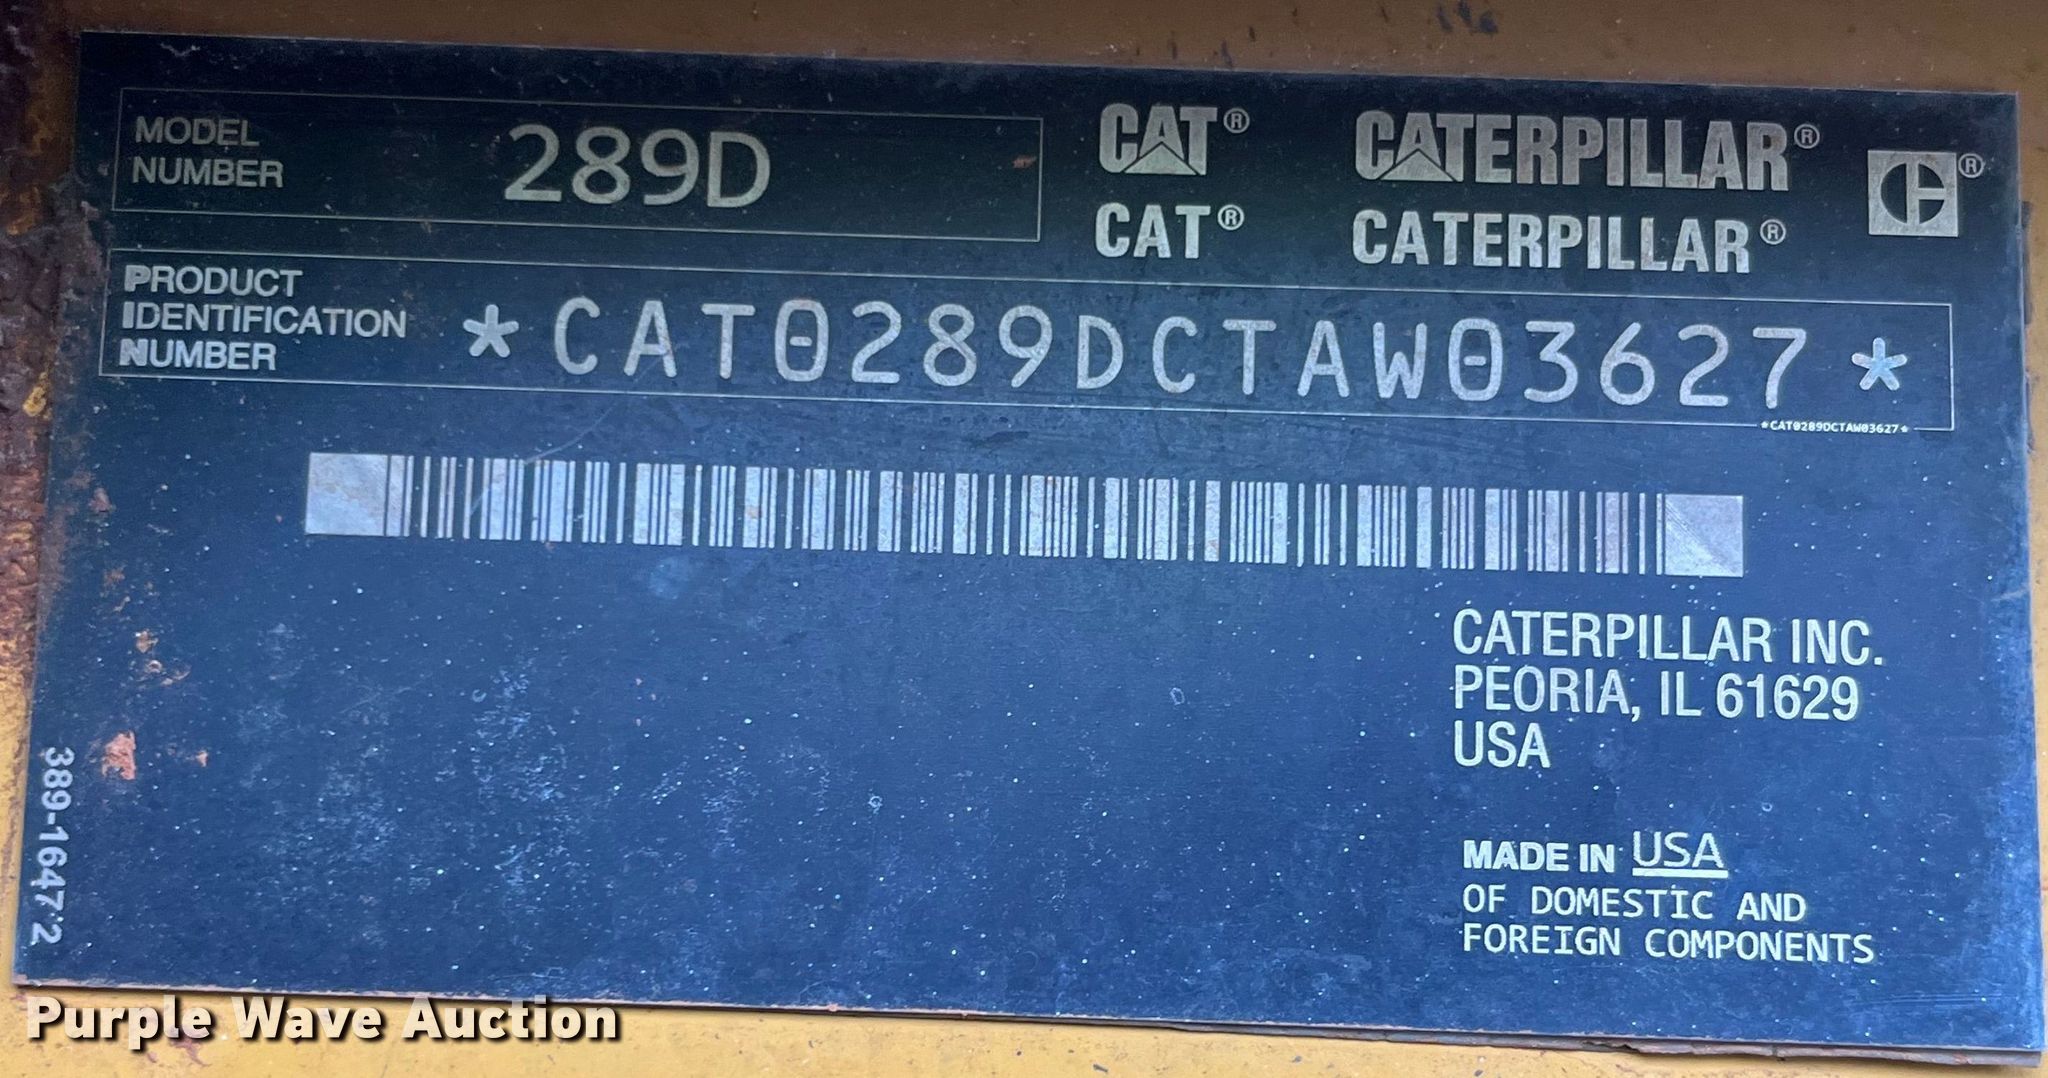 MODEL
NUMBER
289D
CAT® CATERPILLAR® ®
CAT® CATERPILLAR®
PRODUCT
IDENTIFICATION
NUMBER
*CAT0289DCTAW03627*
*CAT0289DCTAW03627*
CATERPILLAR INC.
PEORIA, IL 61629
USA
MADE IN USA
OF DOMESTIC AND
FOREIGN COMPONENTS
389-1647'2
Purple Wave Auction